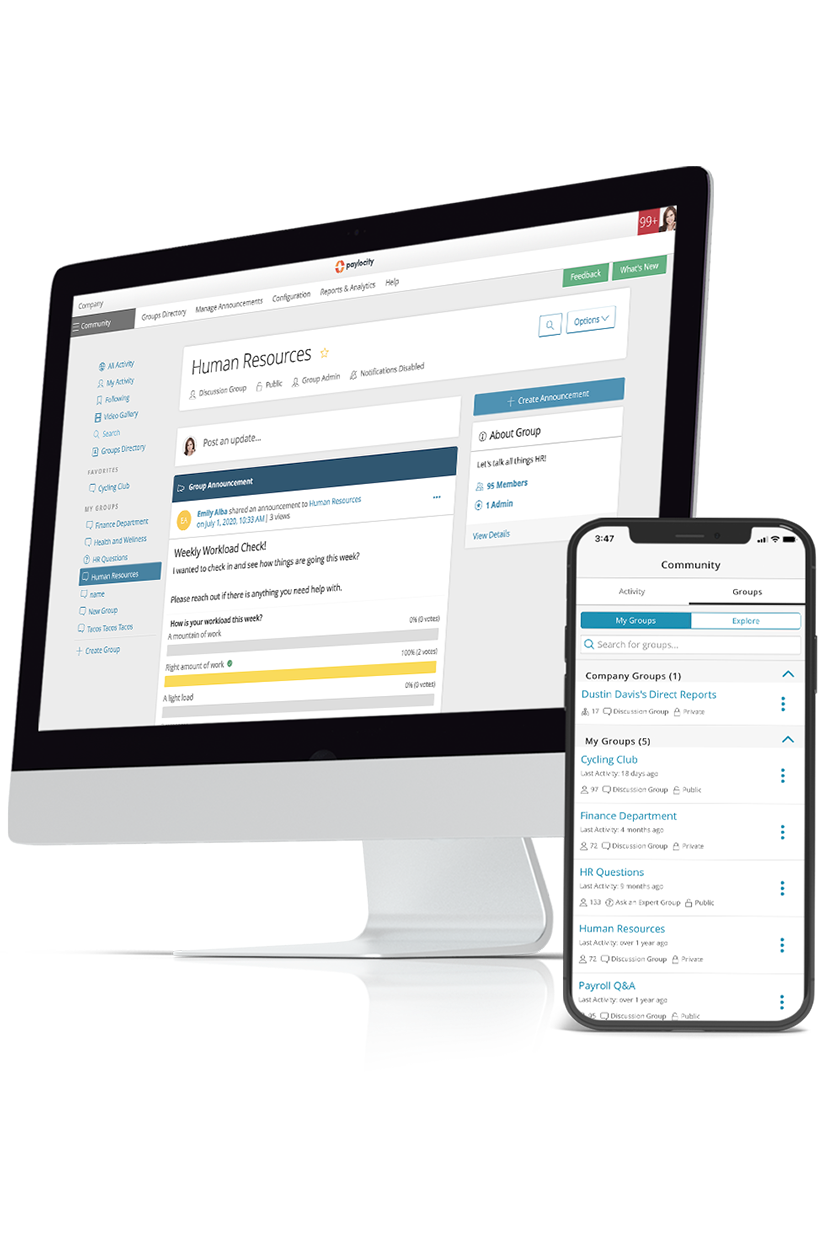 99+
paylocity
Company
Community
Groups Directory
Manage Announcements
Configuration
Reports & Analytics
Help
Feedback
What's New
All Activity
My Activity
Following
Video Gallery
Search
Groups Directory
FAVORITES
Cycling Club
MY GROUPS
Finance Department
Health and Wellness
HR Questions
Human Resources
name
New Group
Tacos Tacos Tacos
Create Group
Human Resources
Discussion Group Public Group Admin Notifications Disabled
Options
Post an update...
Group Announcement
EA
Emily Alba shared an announcement to Human Resources
on July 1, 2020, 10:33 AM | 3 views
Weekly Workload Check!
I wanted to check in and see how things are going this week?
Please reach out if there is anything you need help with.
How is your workload this week?
A mountain of work 0% (0 votes)
Right amount of work 100% (2 votes)
A light load 0% (0 votes)
Create Announcement
About Group
Let's talk all things HR!
95 Members
1 Admin
View Details
3:47
Community
Activity Groups
My Groups Explore
Search for groups...
Company Groups (1)
Dustin Davis's Direct Reports
17 Discussion Group Private
My Groups (5)
Cycling Club
Last Activity: 18 days ago
97 Discussion Group Public
Finance Department
Last Activity: 4 months ago
72 Discussion Group Private
HR Questions
Last Activity: 9 months ago
133 Ask an Expert Group Public
Human Resources
Last Activity: over 1 year ago
72 Discussion Group Private
Payroll Q&A
Last Activity: over 1 year ago
95 Discussion Group Public